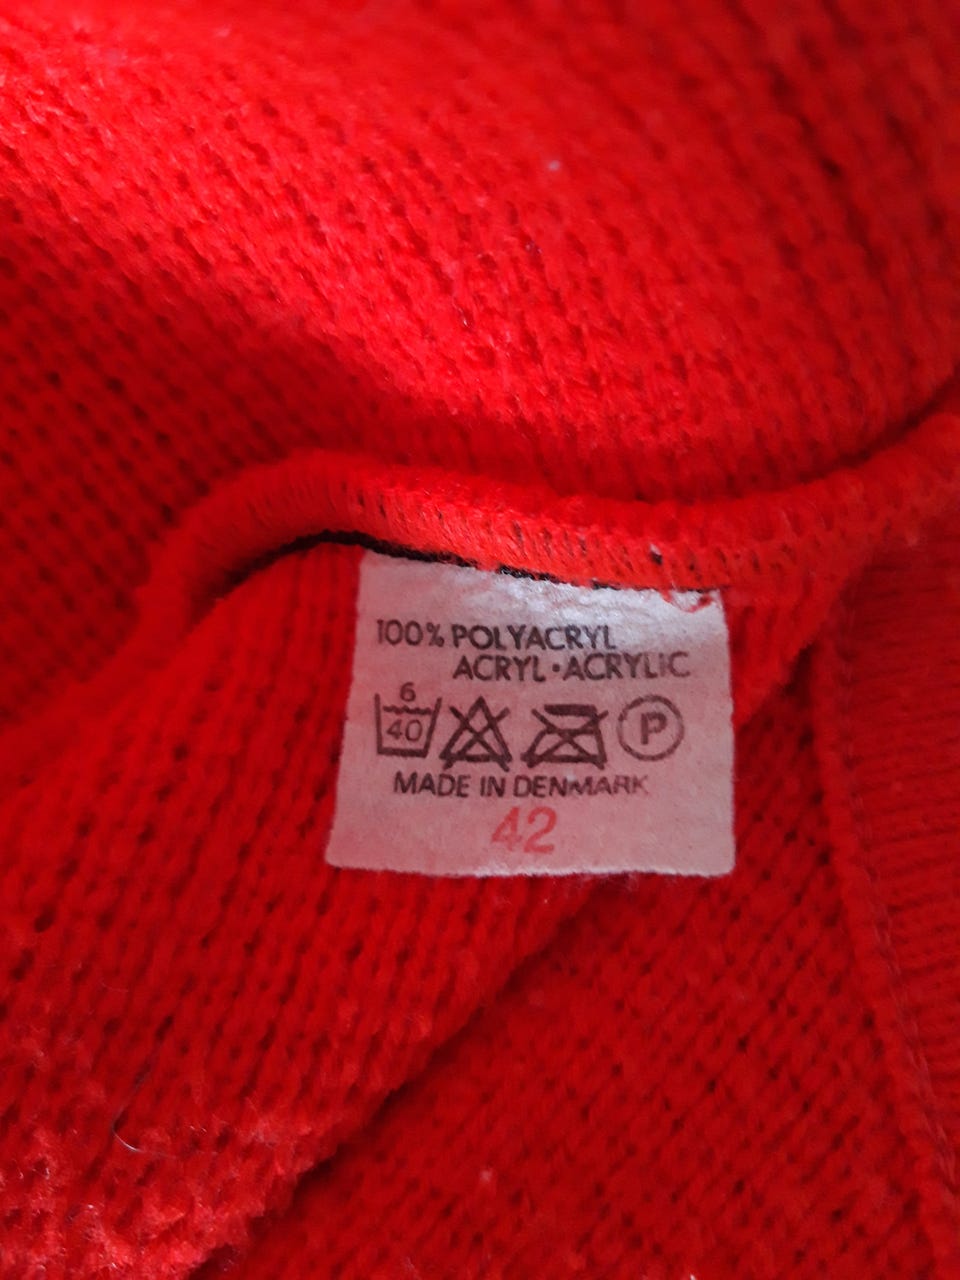 100% POLYACRYL
ACRYL·ACRYLIC
6
40 P
MADE IN DENMARK
42